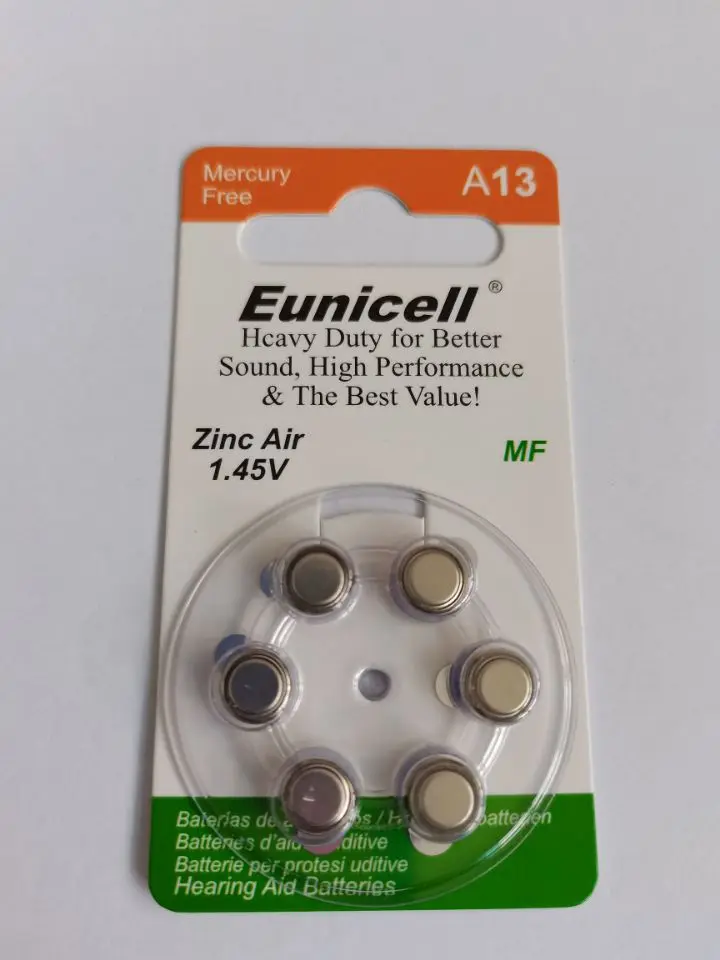 Mercury
Free
A13
Eunicell ®
Hcavy Duty for Better
Sound, High Performance
& The Best Value!
Zinc Air
1.45V
MF
Baterías de / batterien
Batteries d'aide auditive
Batterie per protesi uditive
Hearing Aid Batteries